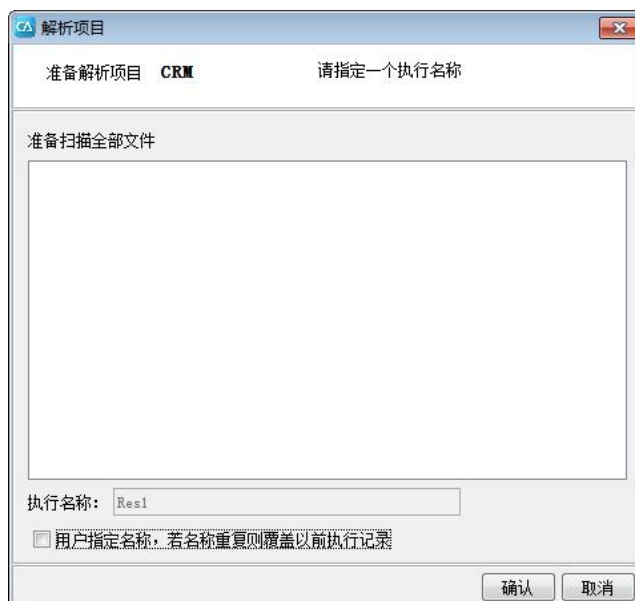 CA 解析项目
准备解析项目 CRM 请指定一个执行名称
准备扫描全部文件
执行名称: Res1
用户指定名称，若名称重复则覆盖以前执行记录
确认 取消